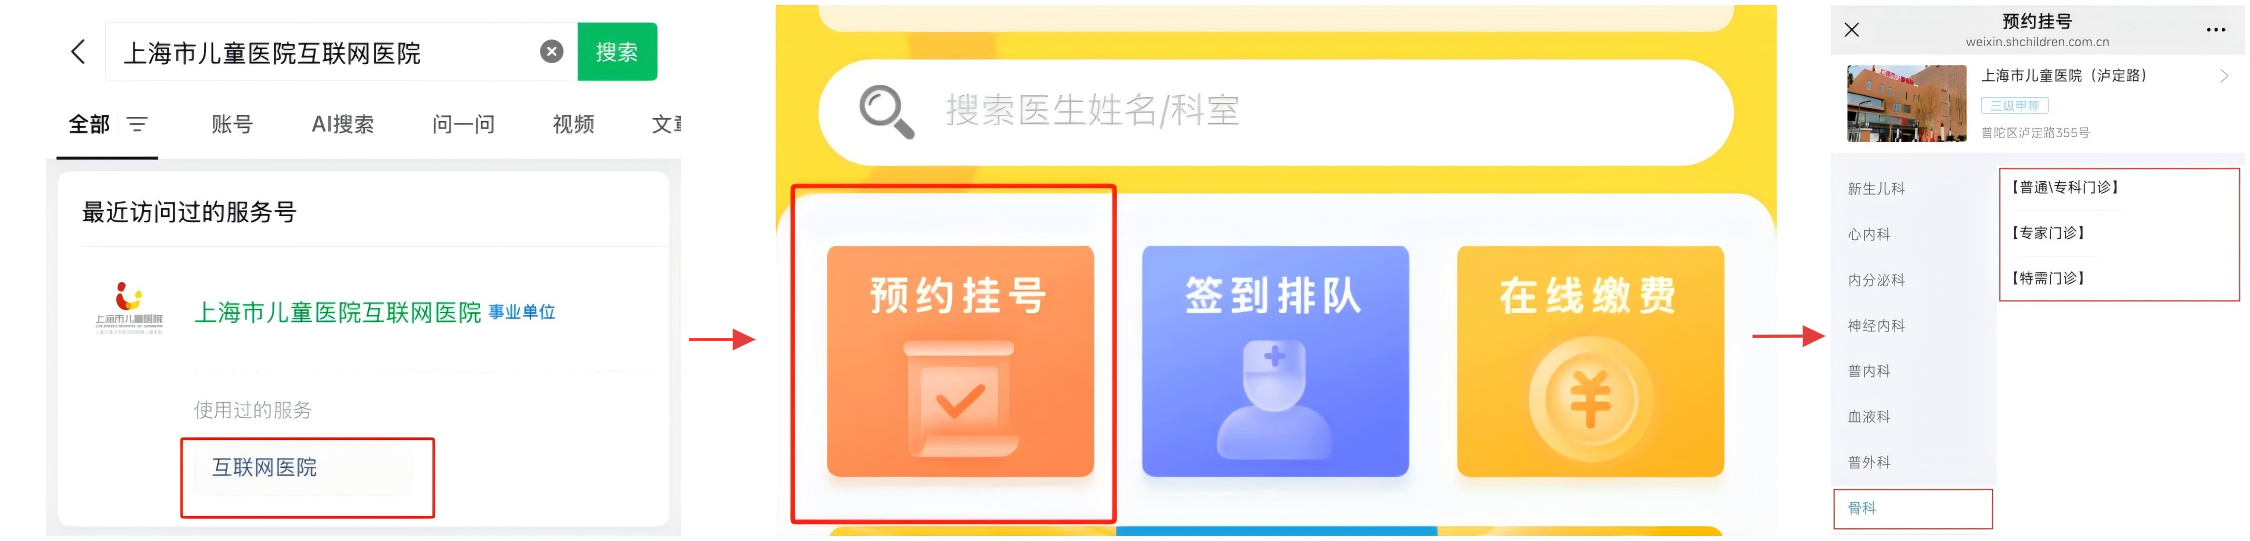 上海市儿童医院互联网医院
搜索
全部
账号
AI搜索
问一问
视频
最近访问过的服务号
上海市儿童医院
上海市儿童医院互联网医院 事业单位
使用过的服务
互联网医院
搜索医生姓名/科室
预约挂号
签到排队
在线缴费
预约挂号
weixin.shchildren.com.cn
上海市儿童医院（泸定路）
三级甲等
普陀区泸定路355号
新生儿科
心内科
内分泌科
神经内科
普内科
血液科
普外科
骨科
【普通\专科门诊】
【专家门诊】
【特需门诊】